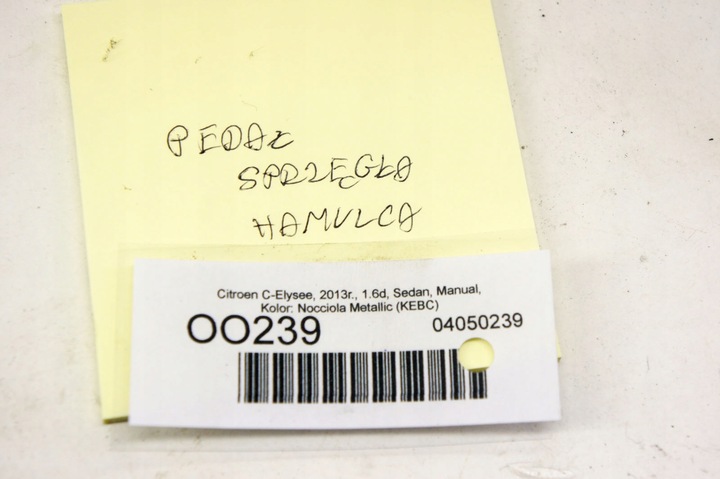 PEDAŁ
SPRZĘGŁA
HAMULCA
Citroen C-Elysee, 2013r., 1.6d, Sedan, Manual,
Kolor: Nocciola Metallic (KEBC)
OO239
04050239